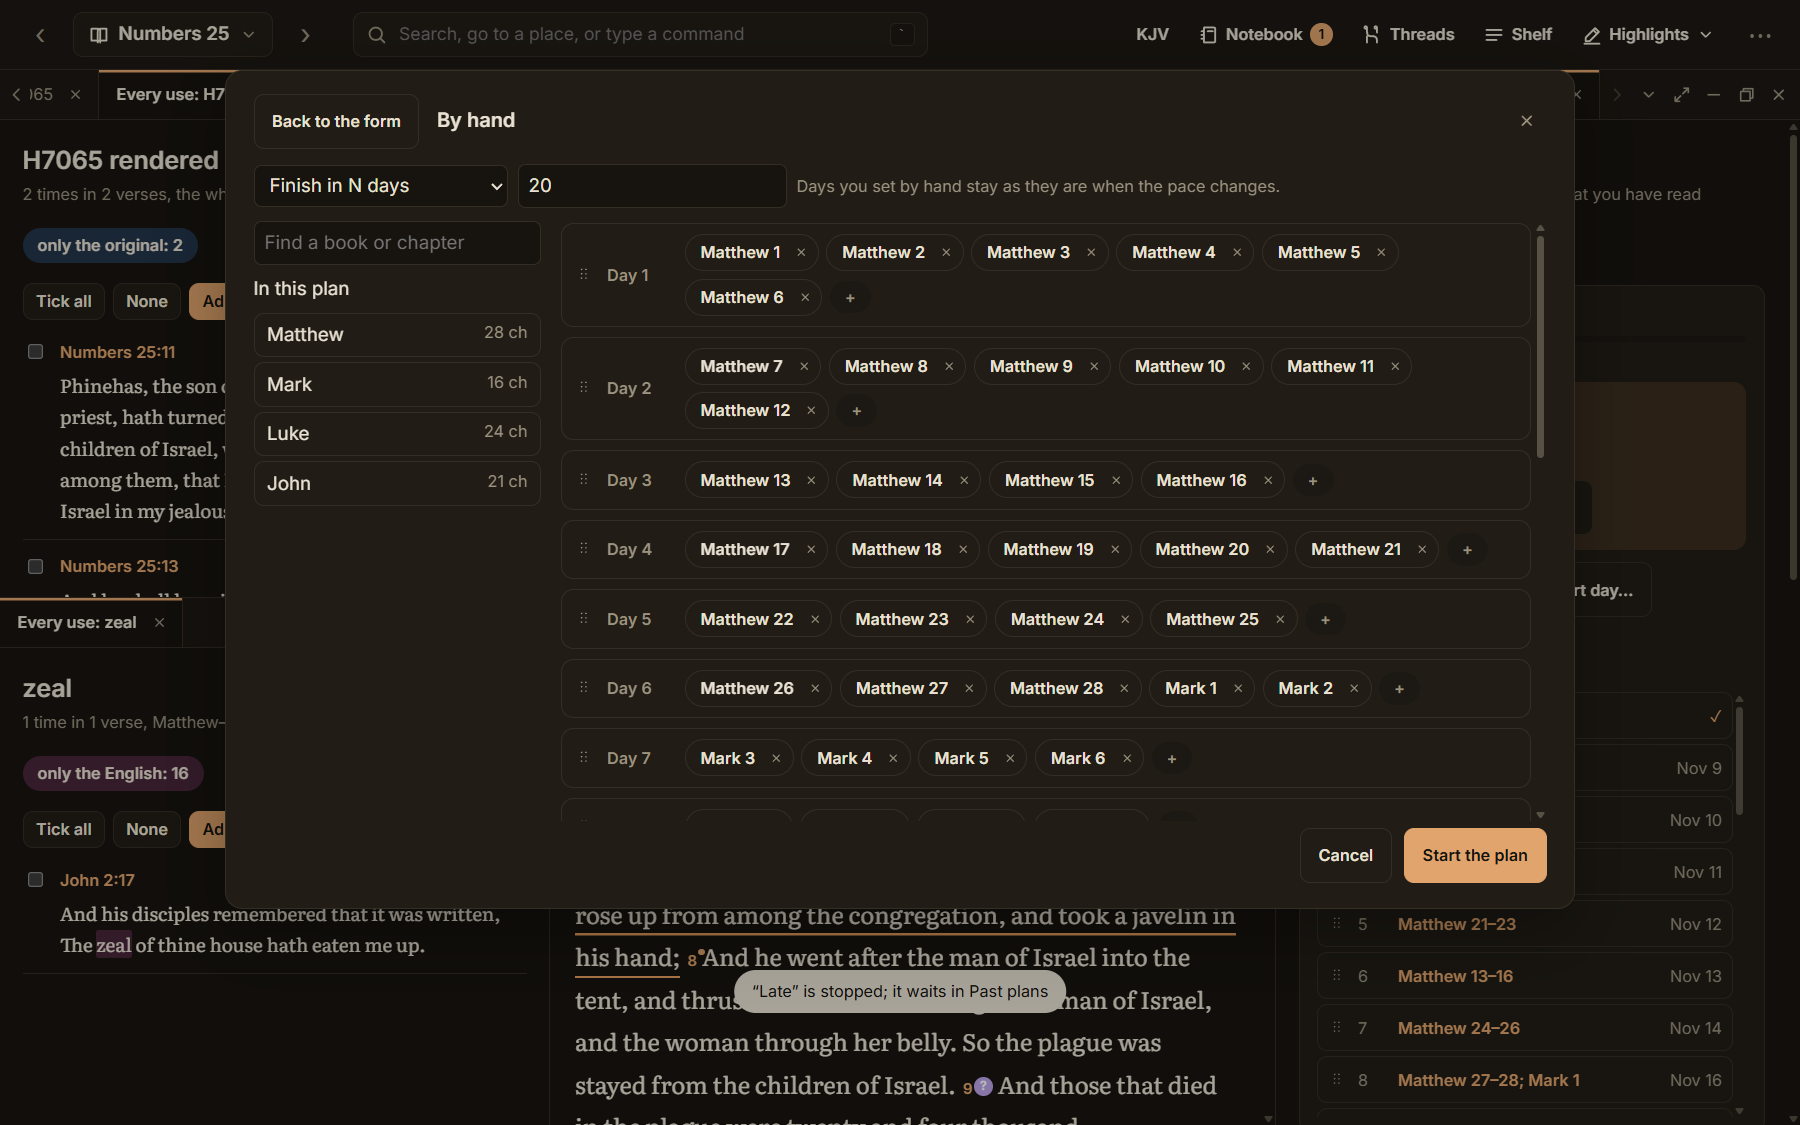 Numbers 25
Search, go to a place, or type a command
`
KJV
Notebook 1
Threads
Shelf
Highlights
065
Every use: H7
Back to the form
By hand
Finish in N days
20
Days you set by hand stay as they are when the pace changes.
Find a book or chapter
In this plan
Matthew 28 ch
Mark 16 ch
Luke 24 ch
John 21 ch
Day 1
Matthew 1 × Matthew 2 × Matthew 3 × Matthew 4 × Matthew 5 ×
Matthew 6 × +
Day 2
Matthew 7 × Matthew 8 × Matthew 9 × Matthew 10 × Matthew 11 ×
Matthew 12 × +
Day 3 Matthew 13 × Matthew 14 × Matthew 15 × Matthew 16 × +
Day 4 Matthew 17 × Matthew 18 × Matthew 19 × Matthew 20 × Matthew 21 × +
Day 5 Matthew 22 × Matthew 23 × Matthew 24 × Matthew 25 × +
Day 6 Matthew 26 × Matthew 27 × Matthew 28 × Mark 1 × Mark 2 × +
Day 7 Mark 3 × Mark 4 × Mark 5 × Mark 6 × +
Cancel
Start the plan
H7065 rendered
2 times in 2 verses, the wh
only the original: 2
Tick all None Ad
Numbers 25:11
Phinehas, the son
priest, hath turned
children of Israel,
among them, that
Israel in my jealous
Numbers 25:13
Every use: zeal
zeal
1 time in 1 verse, Matthew–
only the English: 16
Tick all None Ad
John 2:17
And his disciples remembered that it was written,
The zeal of thine house hath eaten me up.
rose up from among the congregation, and took a javelin in
his hand; 8 And he went after the man of Israel into the
tent, and thrus man of Israel,
“Late” is stopped; it waits in Past plans
and the woman through her belly. So the plague was
stayed from the children of Israel. 9 ? And those that died
in the plague were twenty and four thousand.
at you have read
rt day...
✓
Nov 9
Nov 10
Nov 11
5 Matthew 21–23 Nov 12
6 Matthew 13–16 Nov 13
7 Matthew 24–26 Nov 14
8 Matthew 27–28; Mark 1 Nov 16